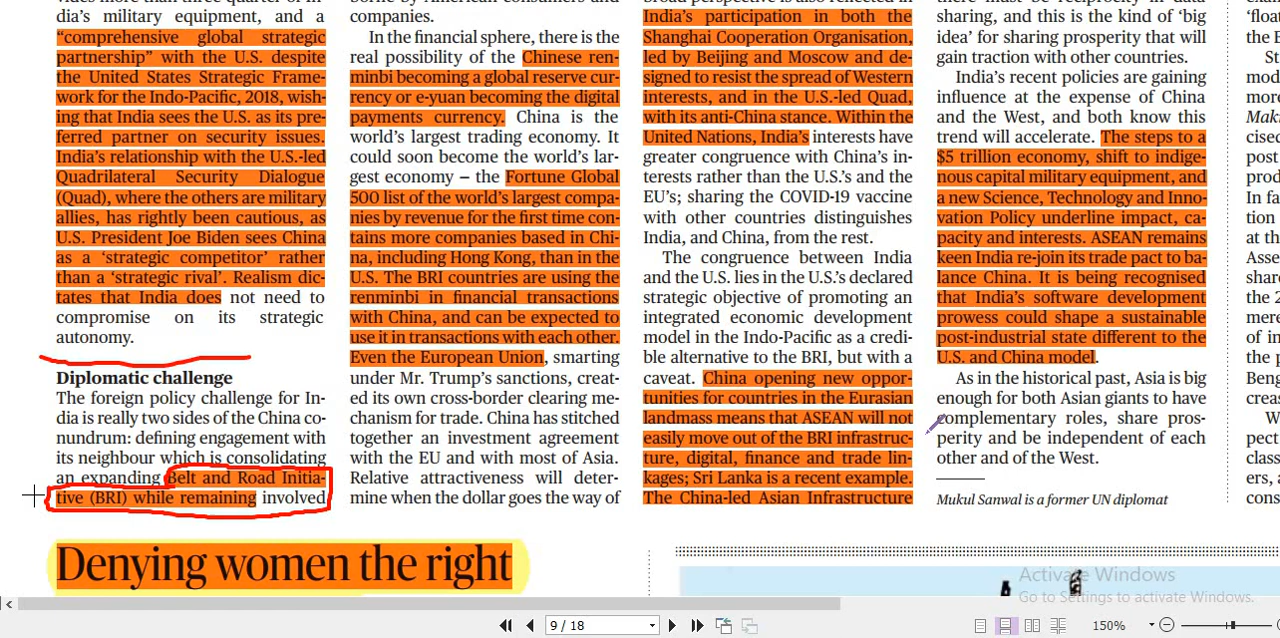 vides more than three-quarter of In-
dia’s military equipment, and a
“comprehensive global strategic
partnership” with the U.S. despite
the United States Strategic Frame-
work for the Indo-Pacific, 2018, wish-
ing that India sees the U.S. as its pre-
ferred partner on security issues.
India’s relationship with the U.S.-led
Quadrilateral Security Dialogue
(Quad), where the others are military
allies, has rightly been cautious, as
U.S. President Joe Biden sees China
as a ‘strategic competitor’ rather
than a ‘strategic rival’. Realism dic-
tates that India does not need to
compromise on its strategic
autonomy.
Diplomatic challenge
The foreign policy challenge for In-
dia is really two sides of the China co-
nundrum: defining engagement with
its neighbour which is consolidating
an expanding Belt and Road Initia-
tive (BRI) while remaining involved
borne by American consumers and
companies.
In the financial sphere, there is the
real possibility of the Chinese ren-
minbi becoming a global reserve cur-
rency or e-yuan becoming the digital
payments currency. China is the
world’s largest trading economy. It
could soon become the world’s lar-
gest economy – the Fortune Global
500 list of the world’s largest compa-
nies by revenue for the first time con-
tains more companies based in Chi-
na, including Hong Kong, than in the
U.S. The BRI countries are using the
renminbi in financial transactions
with China, and can be expected to
use it in transactions with each other.
Even the European Union, smarting
under Mr. Trump’s sanctions, creat-
ed its own cross-border clearing me-
chanism for trade. China has stitched
together an investment agreement
with the EU and with most of Asia.
Relative attractiveness will deter-
mine when the dollar goes the way of
broad perspective is also reflected in
India’s participation in both the
Shanghai Cooperation Organisation,
led by Beijing and Moscow and de-
signed to resist the spread of Western
interests, and in the U.S.-led Quad,
with its anti-China stance. Within the
United Nations, India’s interests have
greater congruence with China’s in-
terests rather than the U.S.’s and the
EU’s; sharing the COVID-19 vaccine
with other countries distinguishes
India, and China, from the rest.
The congruence between India
and the U.S. lies in the U.S.’s declared
strategic objective of promoting an
integrated economic development
model in the Indo-Pacific as a credi-
ble alternative to the BRI, but with a
caveat. China opening new oppor-
tunities for countries in the Eurasian
landmass means that ASEAN will not
easily move out of the BRI infrastruc-
ture, digital, finance and trade lin-
kages; Sri Lanka is a recent example.
The China-led Asian Infrastructure
there must be reciprocity in data
sharing, and this is the kind of ‘big
idea’ for sharing prosperity that will
gain traction with other countries.
India’s recent policies are gaining
influence at the expense of China
and the West, and both know this
trend will accelerate. The steps to a
$5 trillion economy, shift to indige-
nous capital military equipment, and
a new Science, Technology and Inno-
vation Policy underline impact, ca-
pacity and interests. ASEAN remains
keen India re-join its trade pact to ba-
lance China. It is being recognised
that India’s software development
prowess could shape a sustainable
post-industrial state different to the
U.S. and China model.
As in the historical past, Asia is big
enough for both Asian giants to have
complementary roles, share pros-
perity and be independent of each
other and of the West.
Mukul Sanwal is a former UN diplomat
Denying women the right
Activate Windows
Go to Settings to activate Windows.
9 / 18
150%